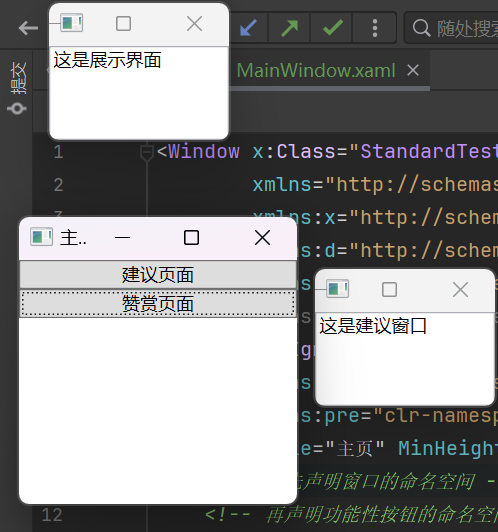 随处搜索
提交
这是展示界面
MainWindow.xaml
1
<Window x:Class="StandardTest
2
xmlns="http://schemas
3
xmlns:x="http://schem
主..
s:d="http://schem
建议页面
赞赏页面
这是建议窗口
s:pre="clr-namesp
le="主页" MinHeight
声明窗口的命名空间 -
12
<!-- 再声明功能性按钮的命名空